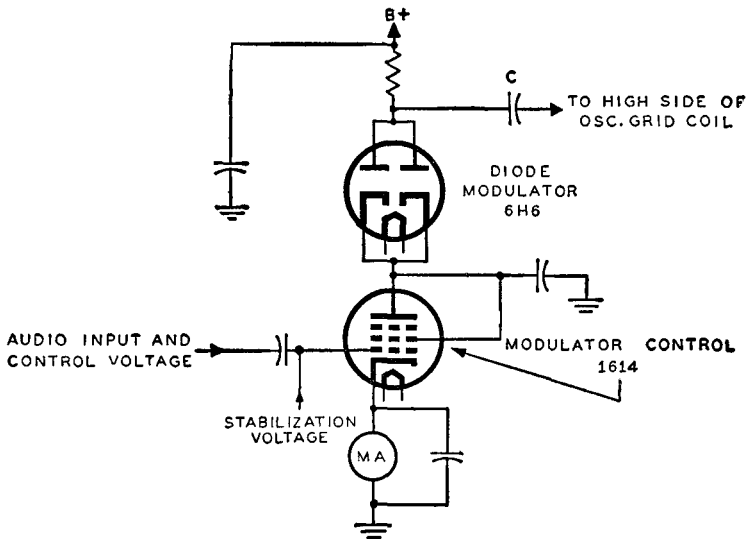 B+
C
TO HIGH SIDE OF
OSC. GRID COIL
DIODE
MODULATOR
6H6
AUDIO INPUT AND
CONTROL VOLTAGE
MODULATOR CONTROL
1614
STABILIZATION
VOLTAGE
MA